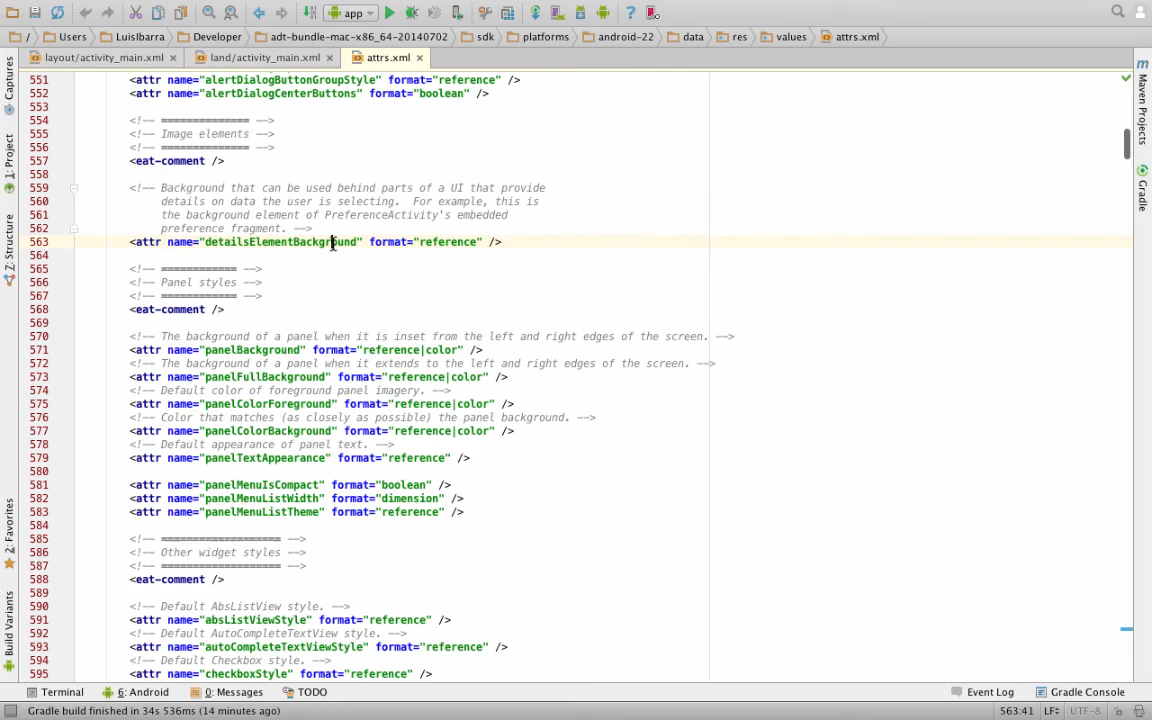 app
/ Users LuisIbarra Developer adt-bundle-mac-x86_64-20140702 sdk platforms android-22 data res values attrs.xml
layout/activity_main.xml land/activity_main.xml attrs.xml
551 <attr name="alertDialogButtonGroupStyle" format="reference" />
552 <attr name="alertDialogCenterButtons" format="boolean" />
553
554 <!-- ============== -->
555 <!-- Image elements -->
556 <!-- ============== -->
557 <eat-comment />
558
559 <!-- Background that can be used behind parts of a UI that provide
560 details on data the user is selecting.  For example, this is
561 the background element of PreferenceActivity's embedded
562 preference fragment. -->
563 <attr name="detailsElementBackground" format="reference" />
564
565 <!-- ============ -->
566 <!-- Panel styles -->
567 <!-- ============ -->
568 <eat-comment />
569
570 <!-- The background of a panel when it is inset from the left and right edges of the screen. -->
571 <attr name="panelBackground" format="reference|color" />
572 <!-- The background of a panel when it extends to the left and right edges of the screen. -->
573 <attr name="panelFullBackground" format="reference|color" />
574 <!-- Default color of foreground panel imagery. -->
575 <attr name="panelColorForeground" format="reference|color" />
576 <!-- Color that matches (as closely as possible) the panel background. -->
577 <attr name="panelColorBackground" format="reference|color" />
578 <!-- Default appearance of panel text. -->
579 <attr name="panelTextAppearance" format="reference" />
580
581 <attr name="panelMenuIsCompact" format="boolean" />
582 <attr name="panelMenuListWidth" format="dimension" />
583 <attr name="panelMenuListTheme" format="reference" />
584
585 <!-- =================== -->
586 <!-- Other widget styles -->
587 <!-- =================== -->
588 <eat-comment />
589
590 <!-- Default AbsListView style. -->
591 <attr name="absListViewStyle" format="reference" />
592 <!-- Default AutoCompleteTextView style. -->
593 <attr name="autoCompleteTextViewStyle" format="reference" />
594 <!-- Default Checkbox style. -->
595 <attr name="checkboxStyle" format="reference" />
Captures
1: Project
7: Structure
2: Favorites
Build Variants
m
Maven Projects
Gradle
Terminal 6: Android 0: Messages TODO Event Log Gradle Console
Gradle build finished in 34s 536ms (14 minutes ago) 563:41 LF÷ UTF-8